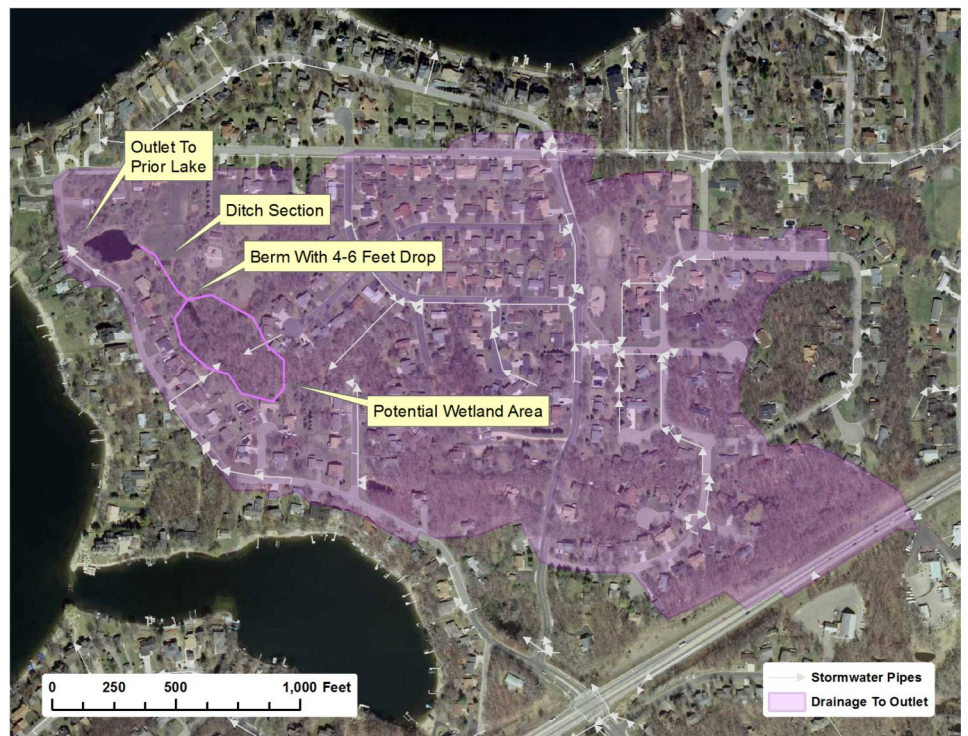 Outlet To
Prior Lake
Ditch Section
Berm With 4-6 Feet Drop
Potential Wetland Area
0 250 500 1,000 Feet
Stormwater Pipes
Drainage To Outlet